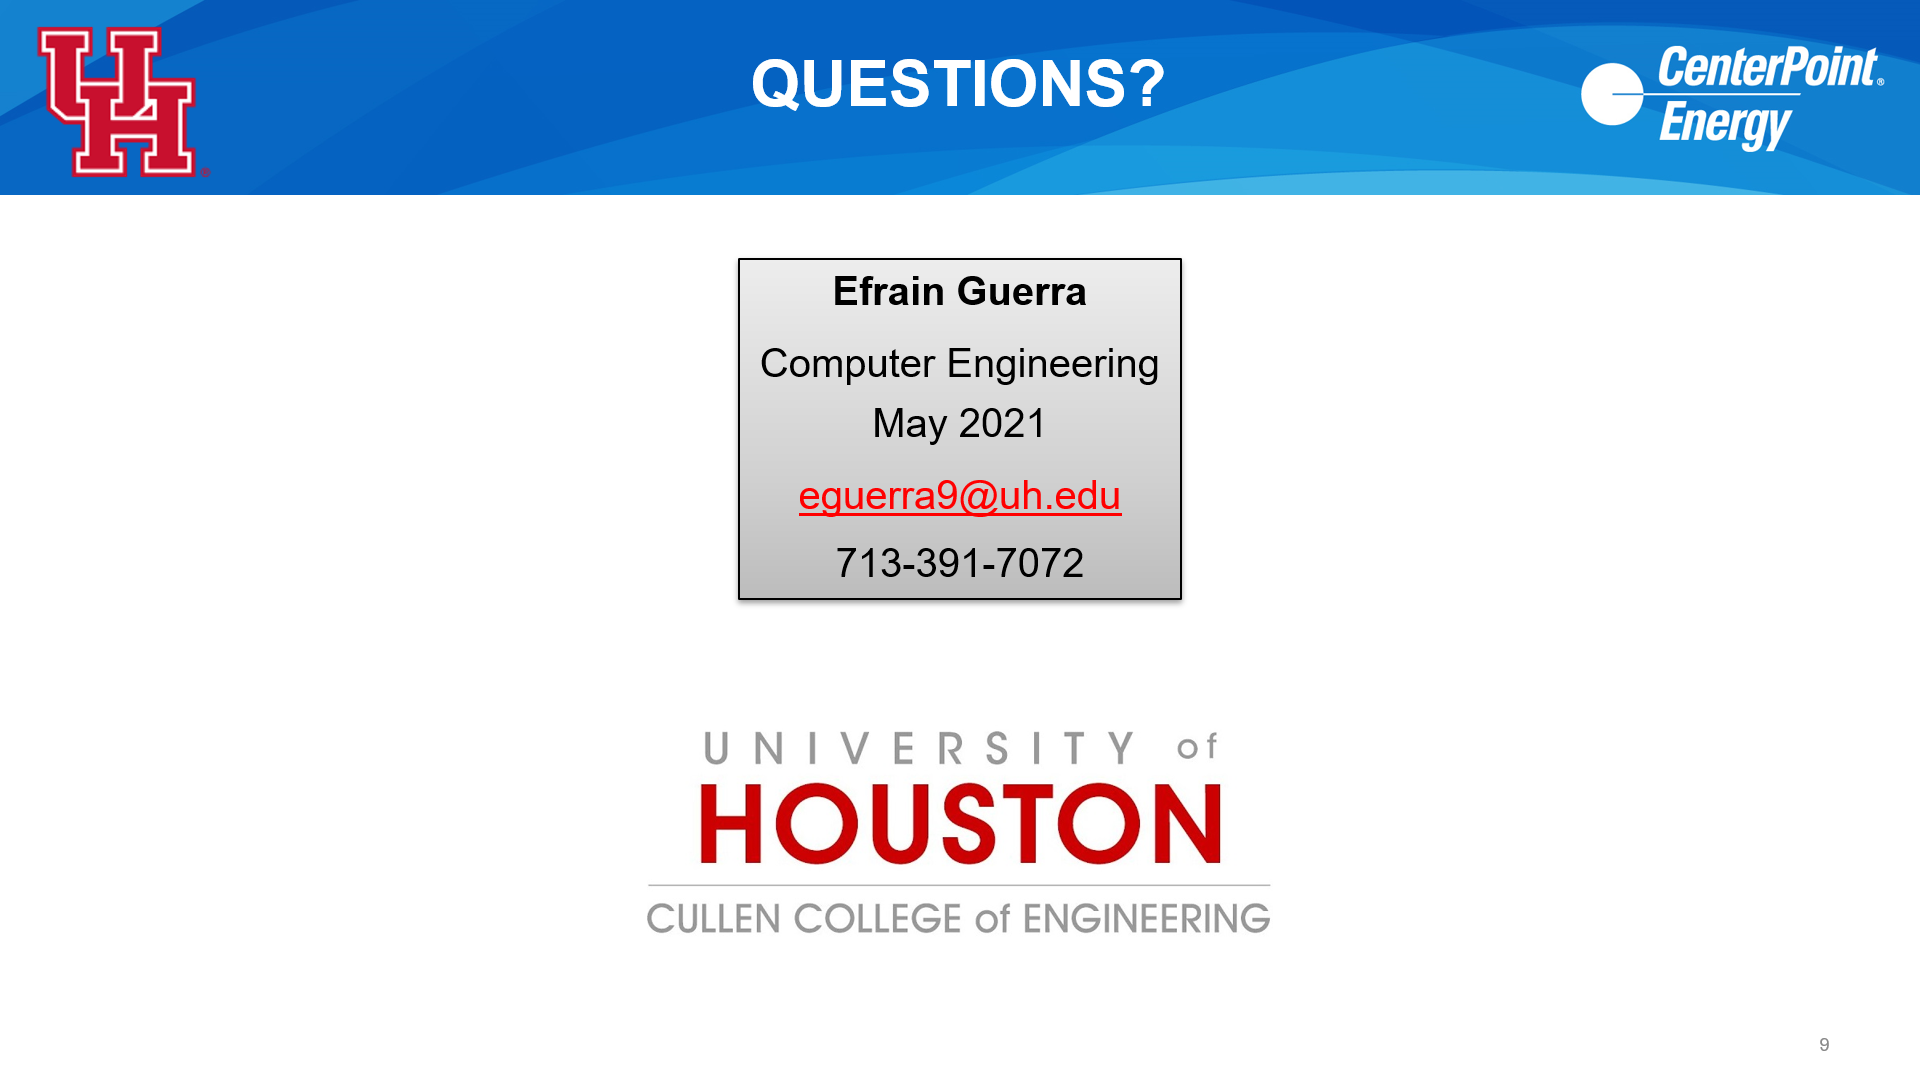 UH
QUESTIONS?
CenterPoint®
Energy
Efrain Guerra
Computer Engineering
May 2021
eguerra9@uh.edu
713-391-7072
UNIVERSITY of
HOUSTON
CULLEN COLLEGE of ENGINEERING
9